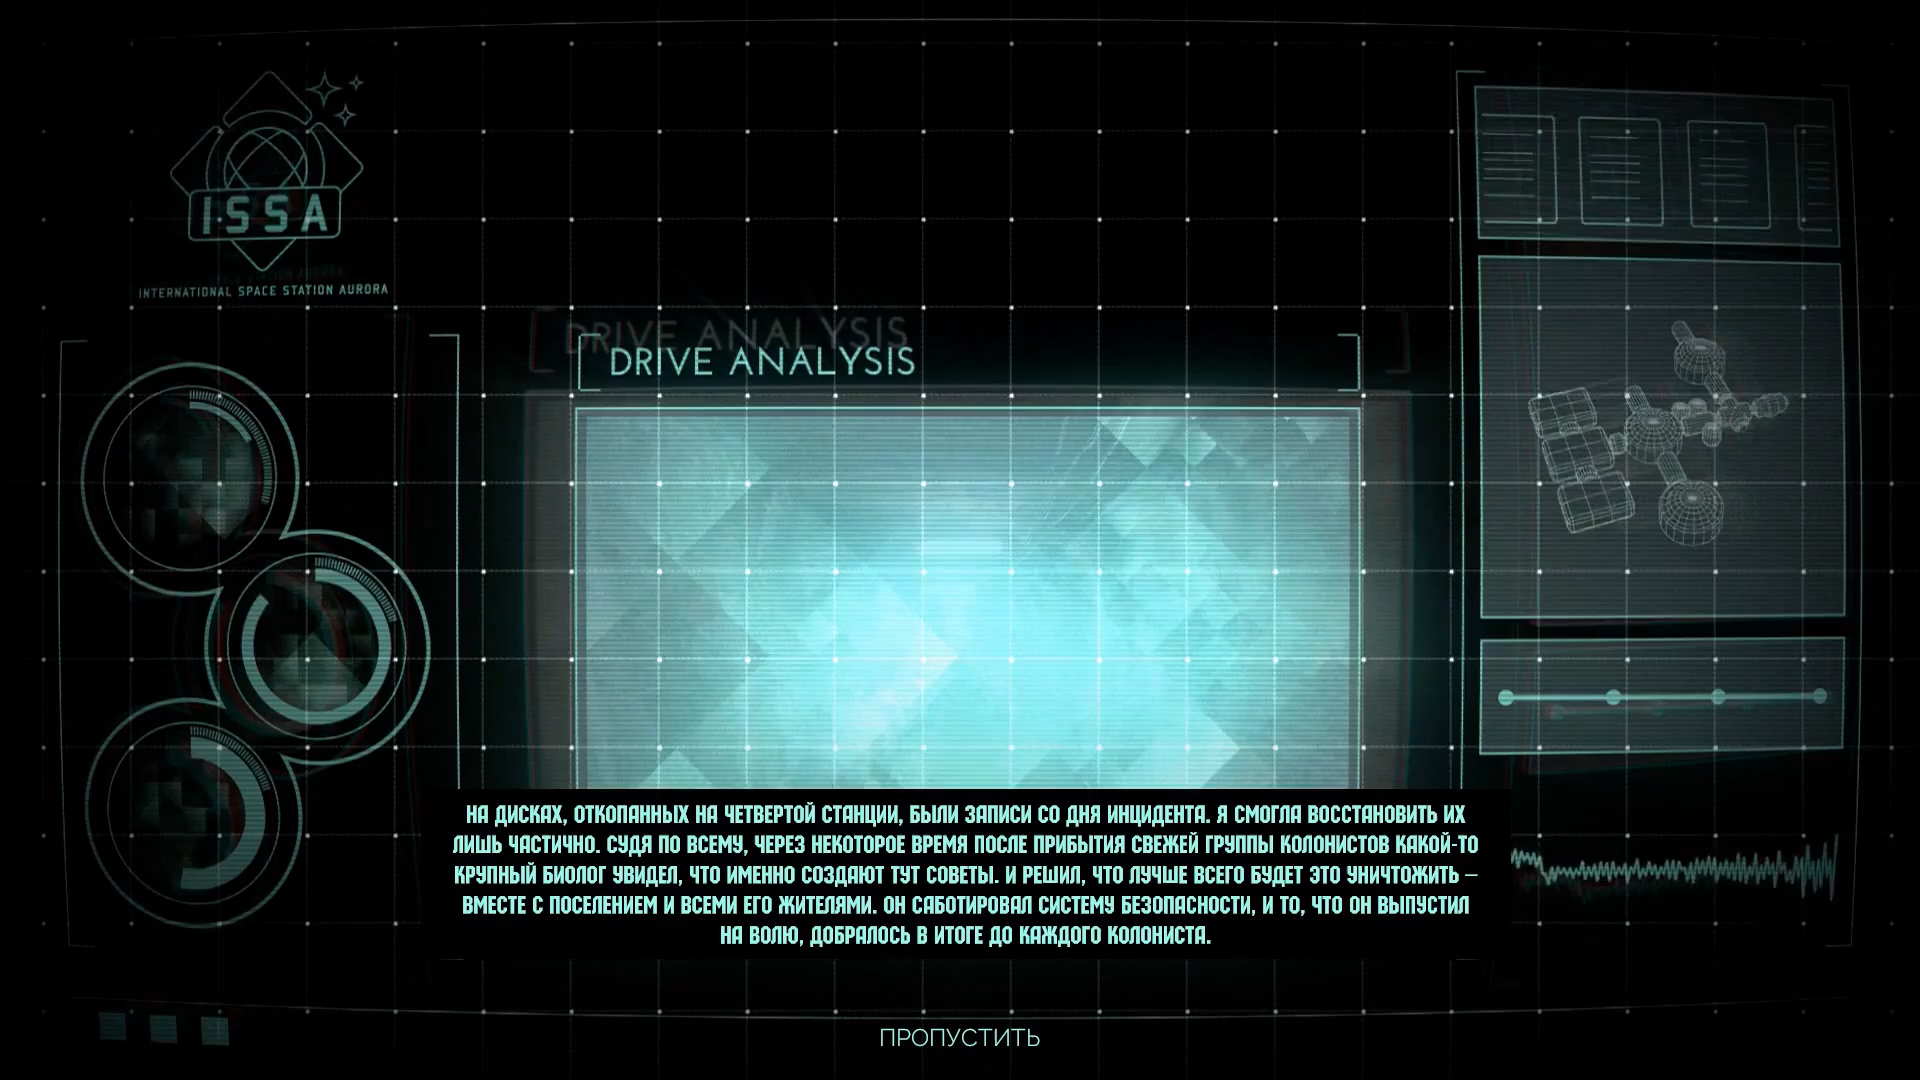 ISSA
INTERNATIONAL SPACE STATION AURORA
DRIVE ANALYSIS
НА ДИСКАХ, ОТКОПАННЫХ НА ЧЕТВЕРТОЙ СТАНЦИИ, БЫЛИ ЗАПИСИ СО ДНЯ ИНЦИДЕНТА. Я СМОГЛА ВОССТАНОВИТЬ ИХ
ЛИШЬ ЧАСТИЧНО. СУДЯ ПО ВСЕМУ, ЧЕРЕЗ НЕКОТОРОЕ ВРЕМЯ ПОСЛЕ ПРИБЫТИЯ СВЕЖЕЙ ГРУППЫ КОЛОНИСТОВ КАКОЙ-ТО
КРУПНЫЙ БИОЛОГ УВИДЕЛ, ЧТО ИМЕННО СОЗДАЮТ ТУТ СОВЕТЫ. И РЕШИЛ, ЧТО ЛУЧШЕ ВСЕГО БУДЕТ ЭТО УНИЧТОЖИТЬ –
ВМЕСТЕ С ПОСЕЛЕНИЕМ И ВСЕМИ ЕГО ЖИТЕЛЯМИ. ОН САБОТИРОВАЛ СИСТЕМУ БЕЗОПАСНОСТИ, И ТО, ЧТО ОН ВЫПУСТИЛ
НА ВОЛЮ, ДОБРАЛОСЬ В ИТОГЕ ДО КАЖДОГО КОЛОНИСТА.
ПРОПУСТИТЬ